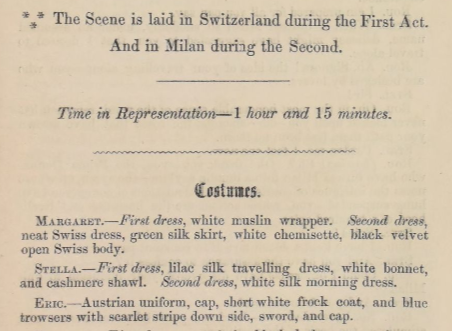 ⁂ The Scene is laid in Switzerland during the First Act.
And in Milan during the Second.
Time in Representation—1 hour and 15 minutes.
Costumes.
MARGARET.—First dress, white muslin wrapper. Second dress,
neat Swiss dress, green silk skirt, white chemisette, black velvet
open Swiss body.
STELLA.—First dress, lilac silk travelling dress, white bonnet,
and cashmere shawl. Second dress, white silk morning dress.
ERIC.—Austrian uniform, cap, short white frock coat, and blue
trowsers with scarlet stripe down side, sword, and cap.